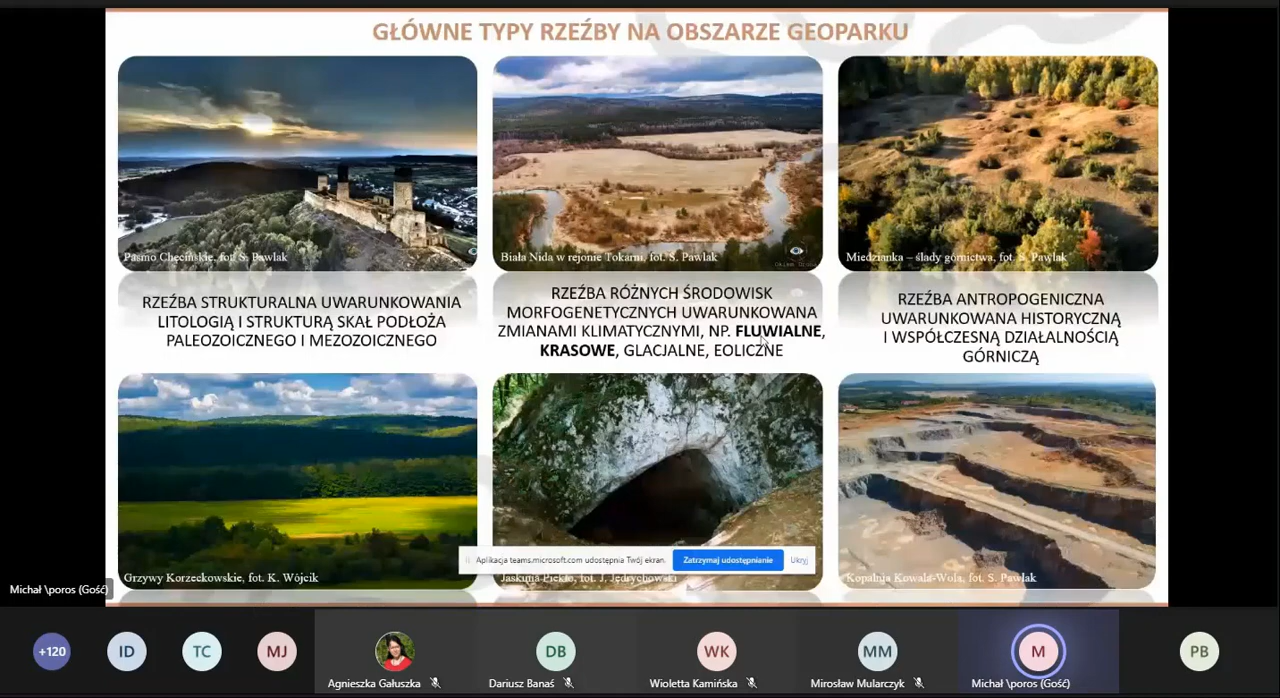 GŁÓWNE TYPY RZEŹBY NA OBSZARZE GEOPARKU
Pasmo Chęcińskie, fot. S. Pawlak
Biała Nida w rejonie Tokarni, fot. S. Pawlak
Miedzianka – ślady górnictwa, fot. S. Pawlak
RZEŹBA STRUKTURALNA UWARUNKOWANIA
LITOLOGIĄ I STRUKTURĄ SKAŁ PODŁOŻA
PALEOZOICZNEGO I MEZOZOICZNEGO
RZEŹBA RÓŻNYCH ŚRODOWISK
MORFOGENETYCZNYCH UWARUNKOWANA
ZMIANAMI KLIMATYCZNYMI, NP. FLUWIALNE,
KRASOWE, GLACJALNE, EOLICZNE
RZEŹBA ANTROPOGENICZNA
UWARUNKOWANA HISTORYCZNĄ
I WSPÓŁCZESNĄ DZIAŁALNOŚCIĄ
GÓRNICZĄ
Grzywy Korzeckowskie, fot. K. Wójcik
Aplikacja teams.microsoft.com udostępnia Twój ekran.
Zatrzymaj udostępnianie
Ukryj
Jaskinia Piekło, fot. J. Jędrychowski
Kopalnia Kowala-Wola, fot. S. Pawlak
Michał \poros (Gość)
+120
ID
TC
MJ
DB
WK
MM
M
PB
Agnieszka Gałuszka
Dariusz Banaś
Wioletta Kamińska
Mirosław Mularczyk
Michał \poros (Gość)